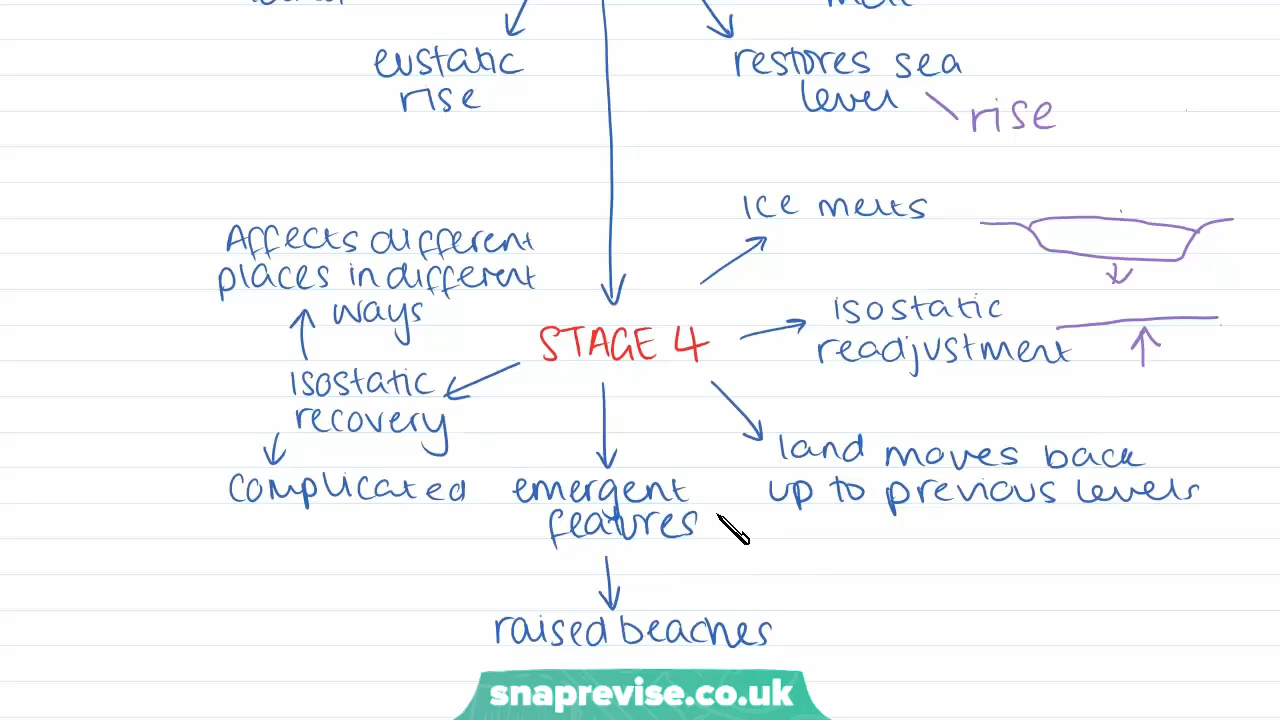 eustatic
rise
restores sea
level
rise
Ice melts
Affects different
places in different
ways
STAGE 4
isostatic
readjustment
isostatic
recovery
complicated
emergent
features
land moves back
up to previous levels
raised beaches
snaprevise.co.uk